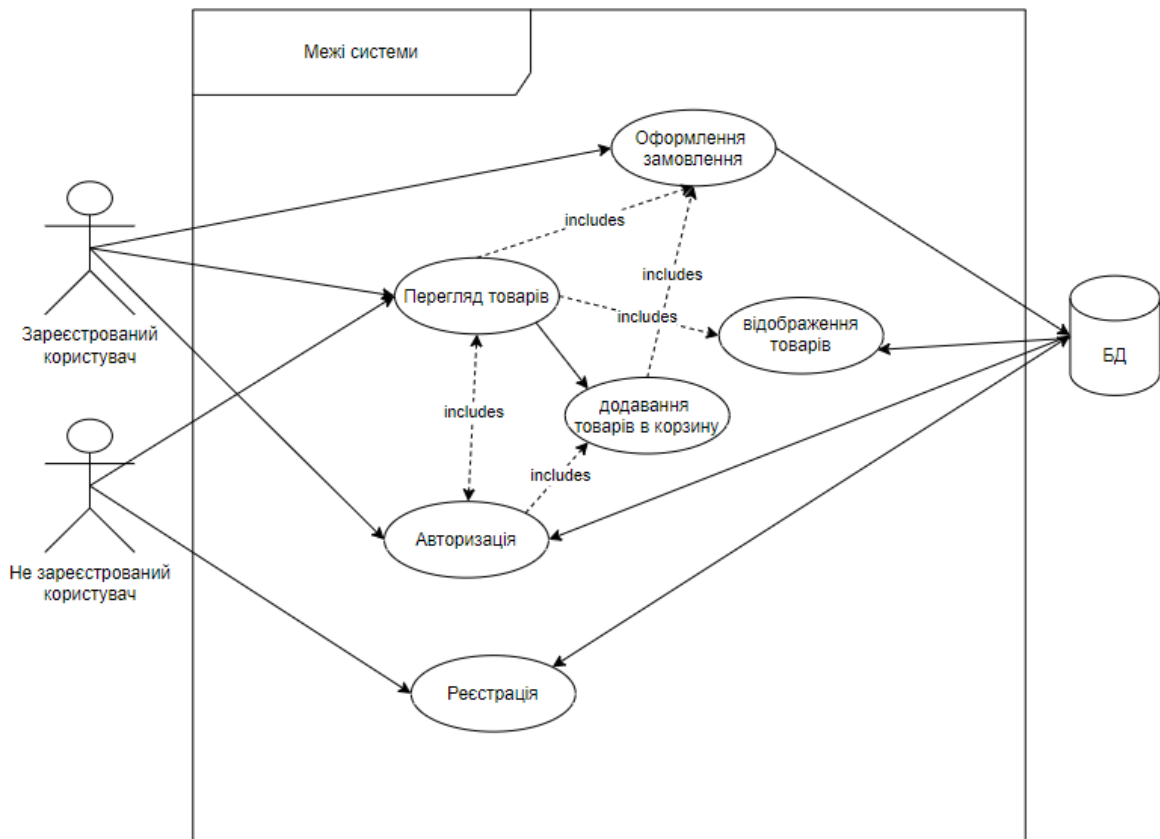 Межі системи
Оформлення
замовлення
includes
includes
Перегляд товарів
includes
відображення
товарів
Зареєстрований
користувач
БД
includes
додавання
товарів в корзину
includes
Авторизація
Не зареєстрований
користувач
Реєстрація